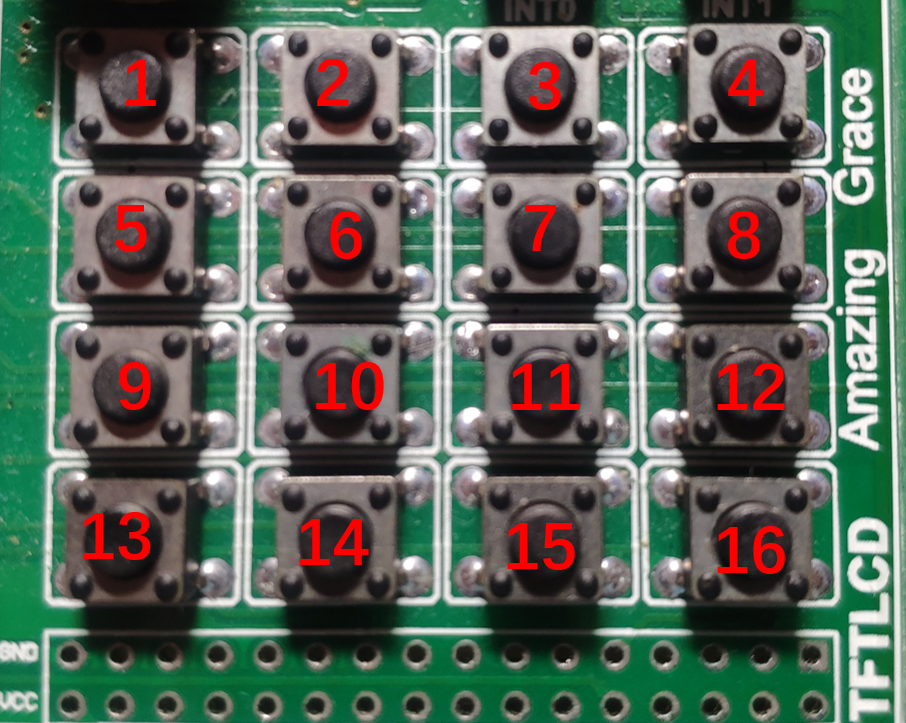 INT0 INT1
1 2 3 4
5 6 7 8
9 10 11 12
13 14 15 16
GND
VCC
TFTLCD Amazing Grace